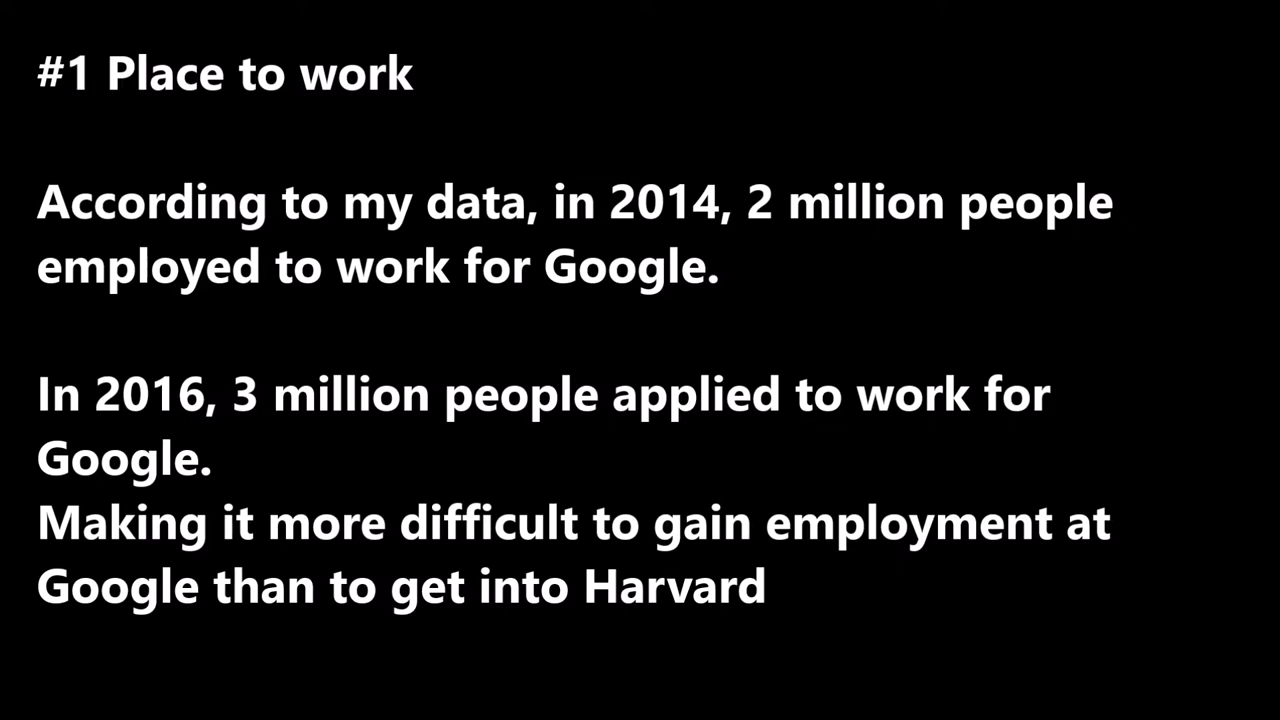 #1 Place to work
According to my data, in 2014, 2 million people
employed to work for Google.
In 2016, 3 million people applied to work for
Google.
Making it more difficult to gain employment at
Google than to get into Harvard